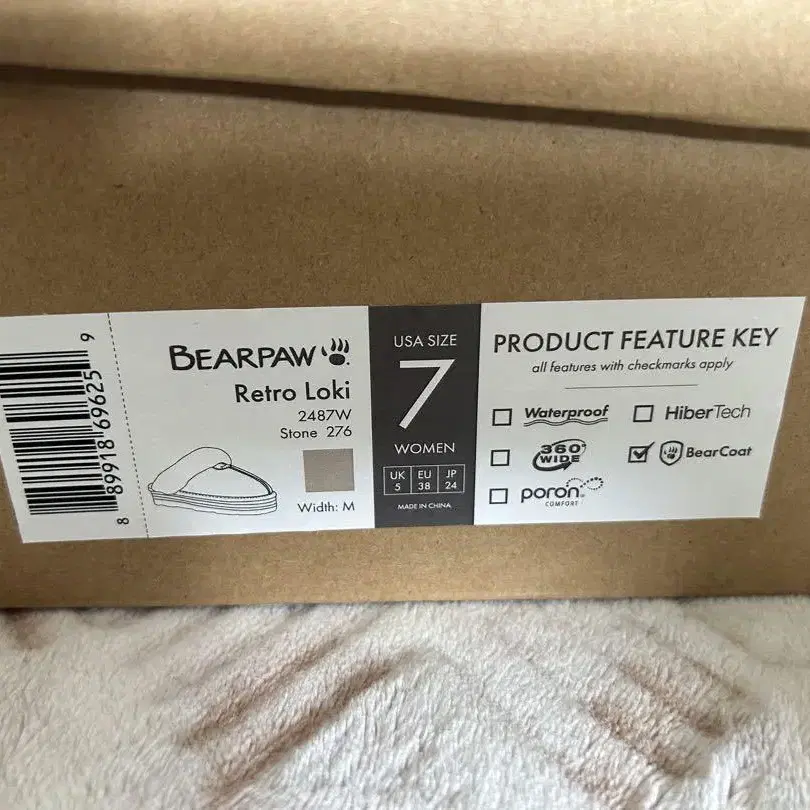 8 89918 69625 9
BEARPAW
Retro Loki
2487W
Stone 276
Width: M
USA SIZE
7
WOMEN
UK EU JP
5 38 24
MADE IN CHINA
PRODUCT FEATURE KEY
all features with checkmarks apply
Waterproof
HiberTech
360°
WIDE
BearCoat
poron
COMFORT